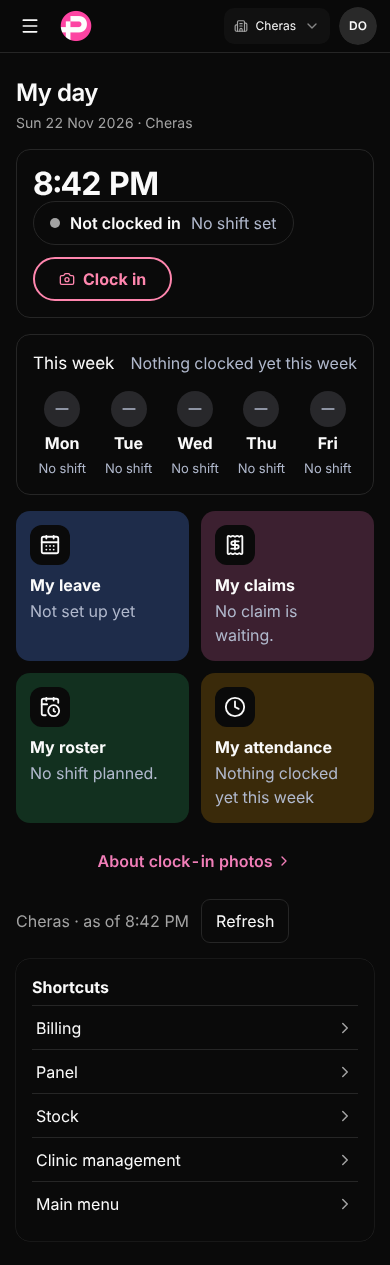 Cheras
DO
My day
Sun 22 Nov 2026 · Cheras
8:42 PM
Not clocked in No shift set
Clock in
This week Nothing clocked yet this week
Mon Tue Wed Thu Fri
No shift No shift No shift No shift No shift
My leave
Not set up yet
My claims
No claim is
waiting.
My roster
No shift planned.
My attendance
Nothing clocked
yet this week
About clock-in photos
Cheras · as of 8:42 PM Refresh
Shortcuts
Billing
Panel
Stock
Clinic management
Main menu